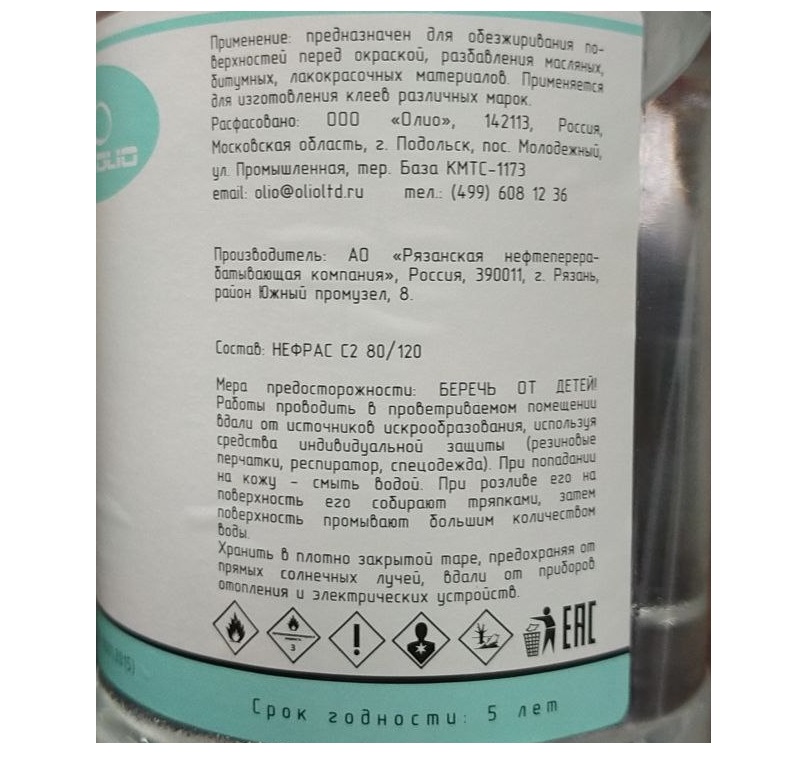 OLIO
Применение: предназначен для обезжиривания по-
верхностей перед окраской, разбавления масляных,
битумных, лакокрасочных материалов. Применяется
для изготовления клеев различных марок.
Расфасовано: ООО «Олио», 142113, Россия,
Московская область, г. Подольск, пос. Молодежный,
ул. Промышленная, тер. База КМТС-1173
email: olio@olioltd.ru тел.: (499) 608 12 36
Производитель: АО «Рязанская нефтеперера-
батывающая компания», Россия, 390011, г. Рязань,
район Южный промузел, 8.
Состав: НЕФРАС С2 80/120
Мера предосторожности: БЕРЕЧЬ ОТ ДЕТЕЙ!
Работы проводить в проветриваемом помещении
вдали от источников искрообразования, используя
средства индивидуальной защиты (резиновые
перчатки, респиратор, спецодежда). При попадании
на кожу - смыть водой. При розливе его на
поверхность его собирают тряпками, затем
поверхность промывают большим количеством
воды.
Хранить в плотно закрытой таре, предохраняя от
прямых солнечных лучей, вдали от приборов
отопления и электрических устройств.
3
EAC
Срок годности: 5 лет